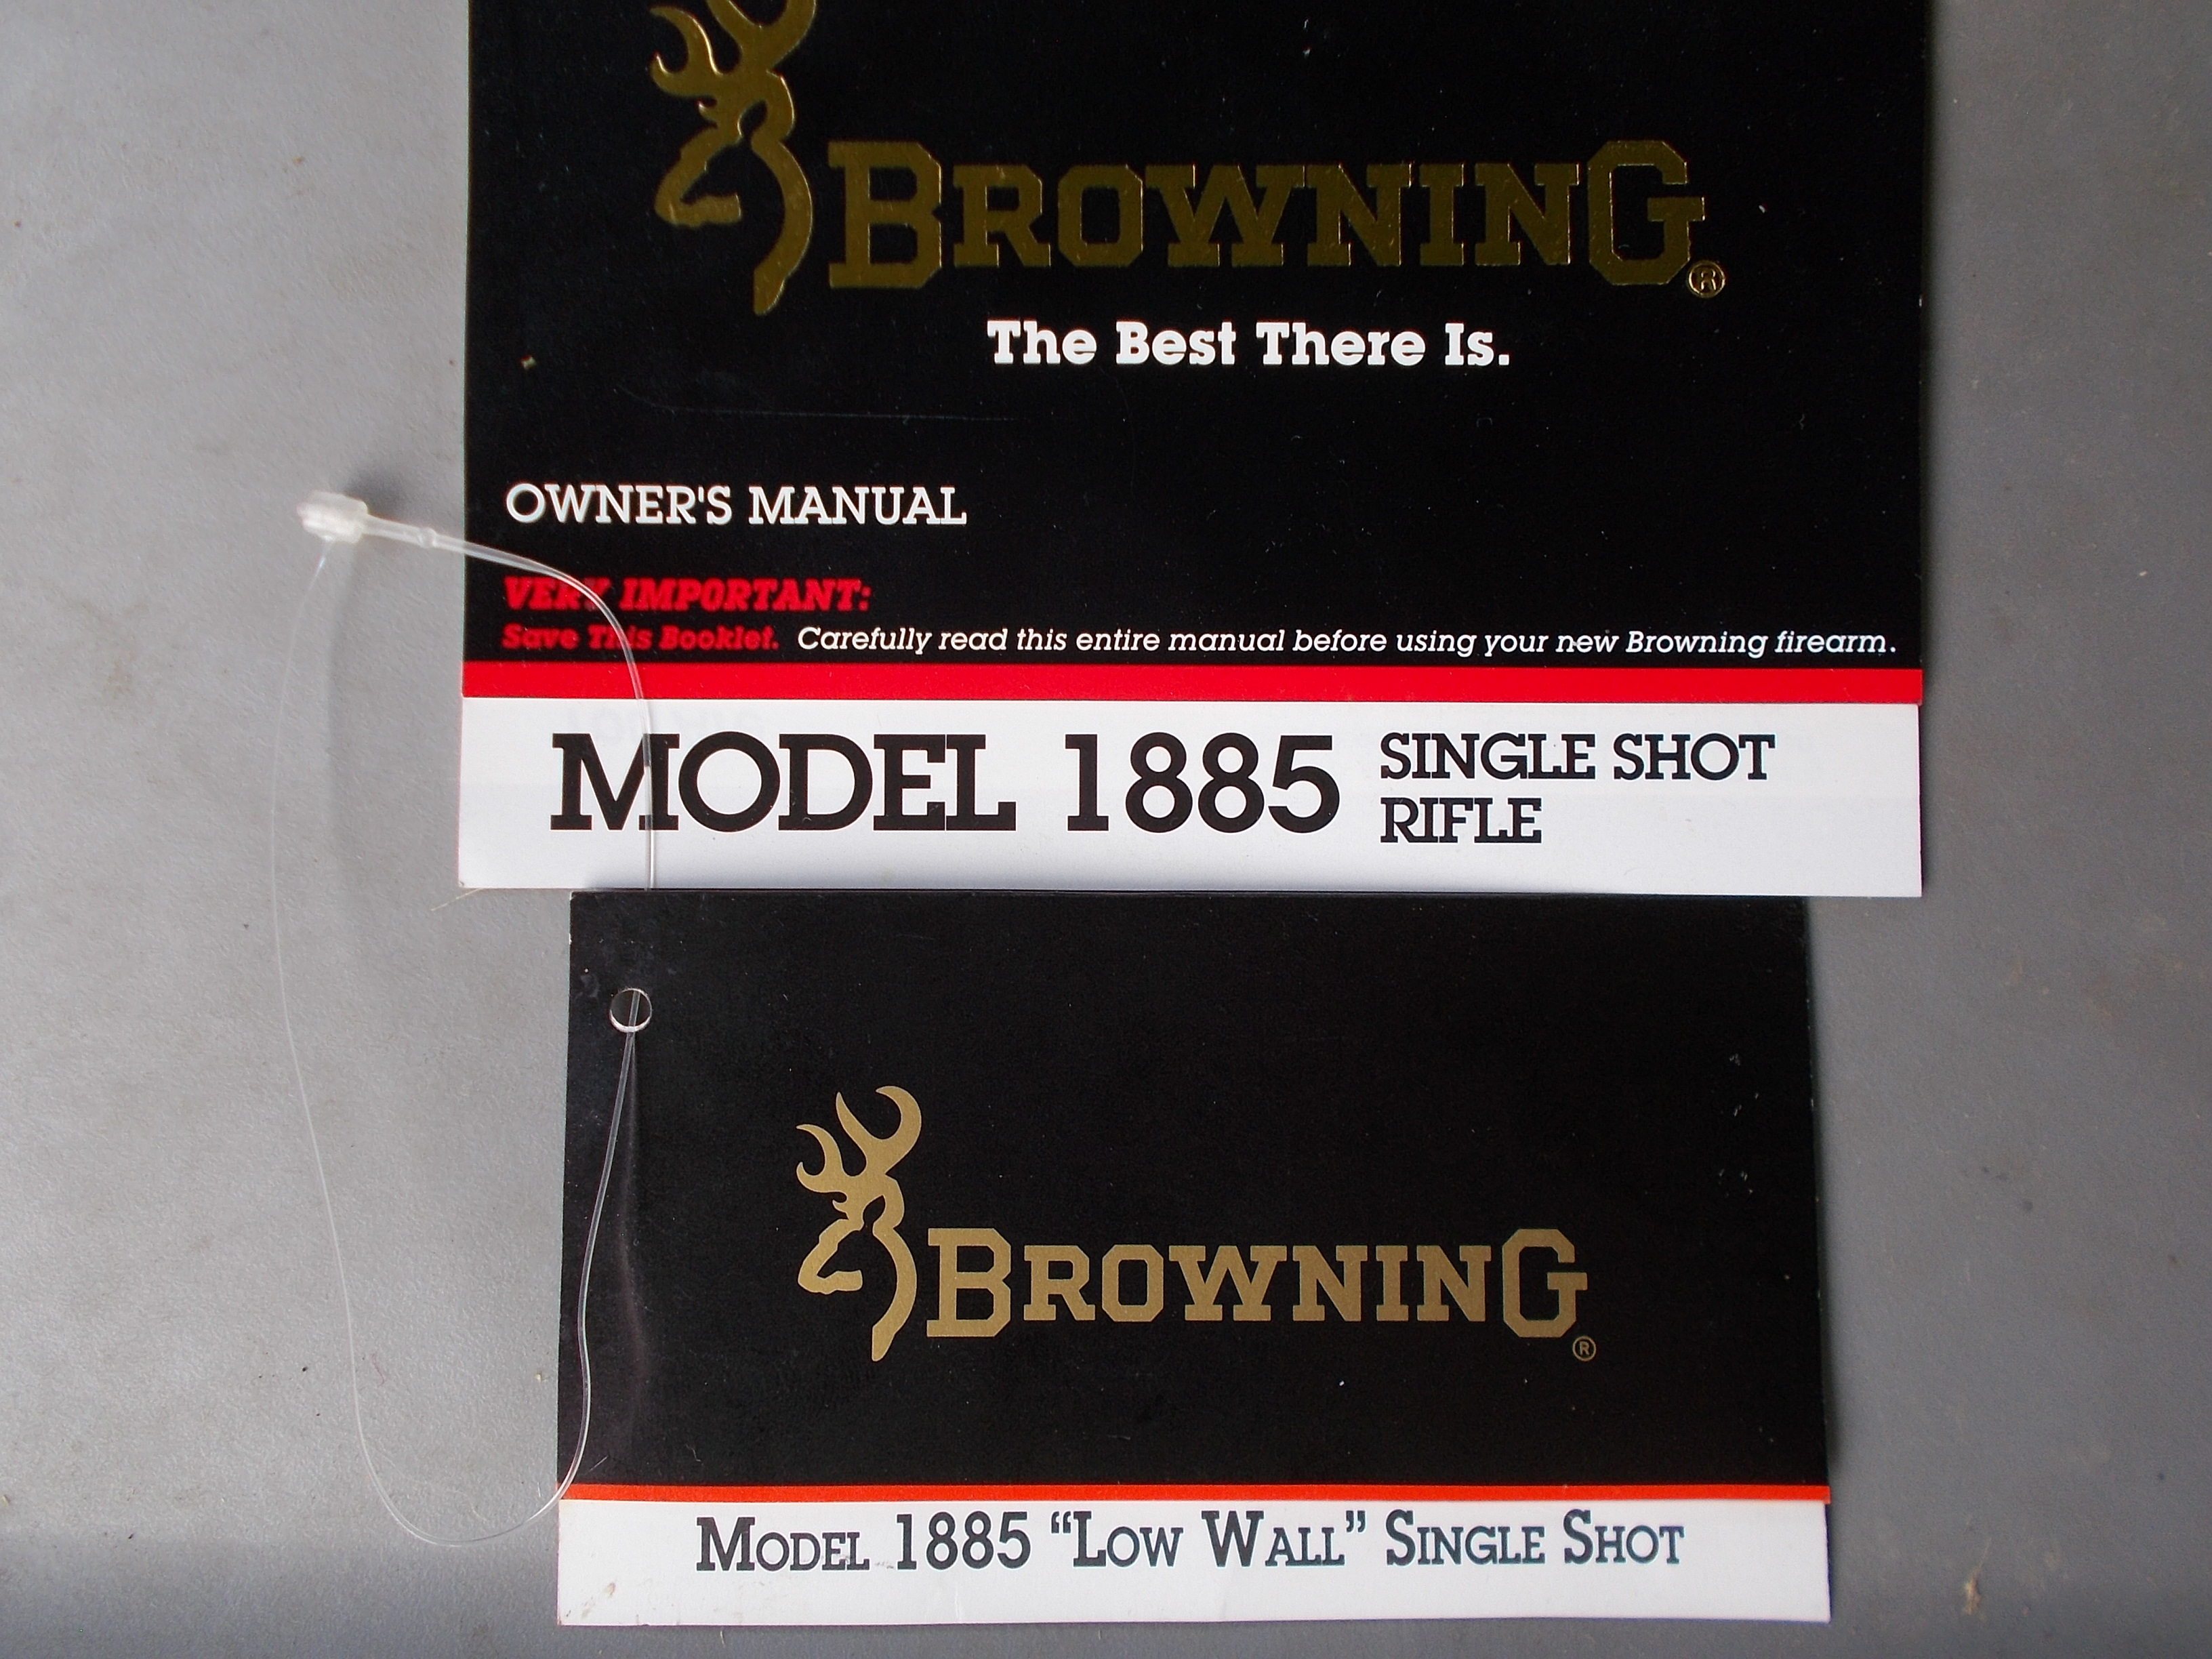 BROWNING®
The Best There Is.
OWNER'S MANUAL
VERY IMPORTANT:
Save This Booklet. Carefully read this entire manual before using your new Browning firearm.
MODEL 1885 SINGLE SHOT
RIFLE
BROWNING®
MODEL 1885 “LOW WALL” SINGLE SHOT